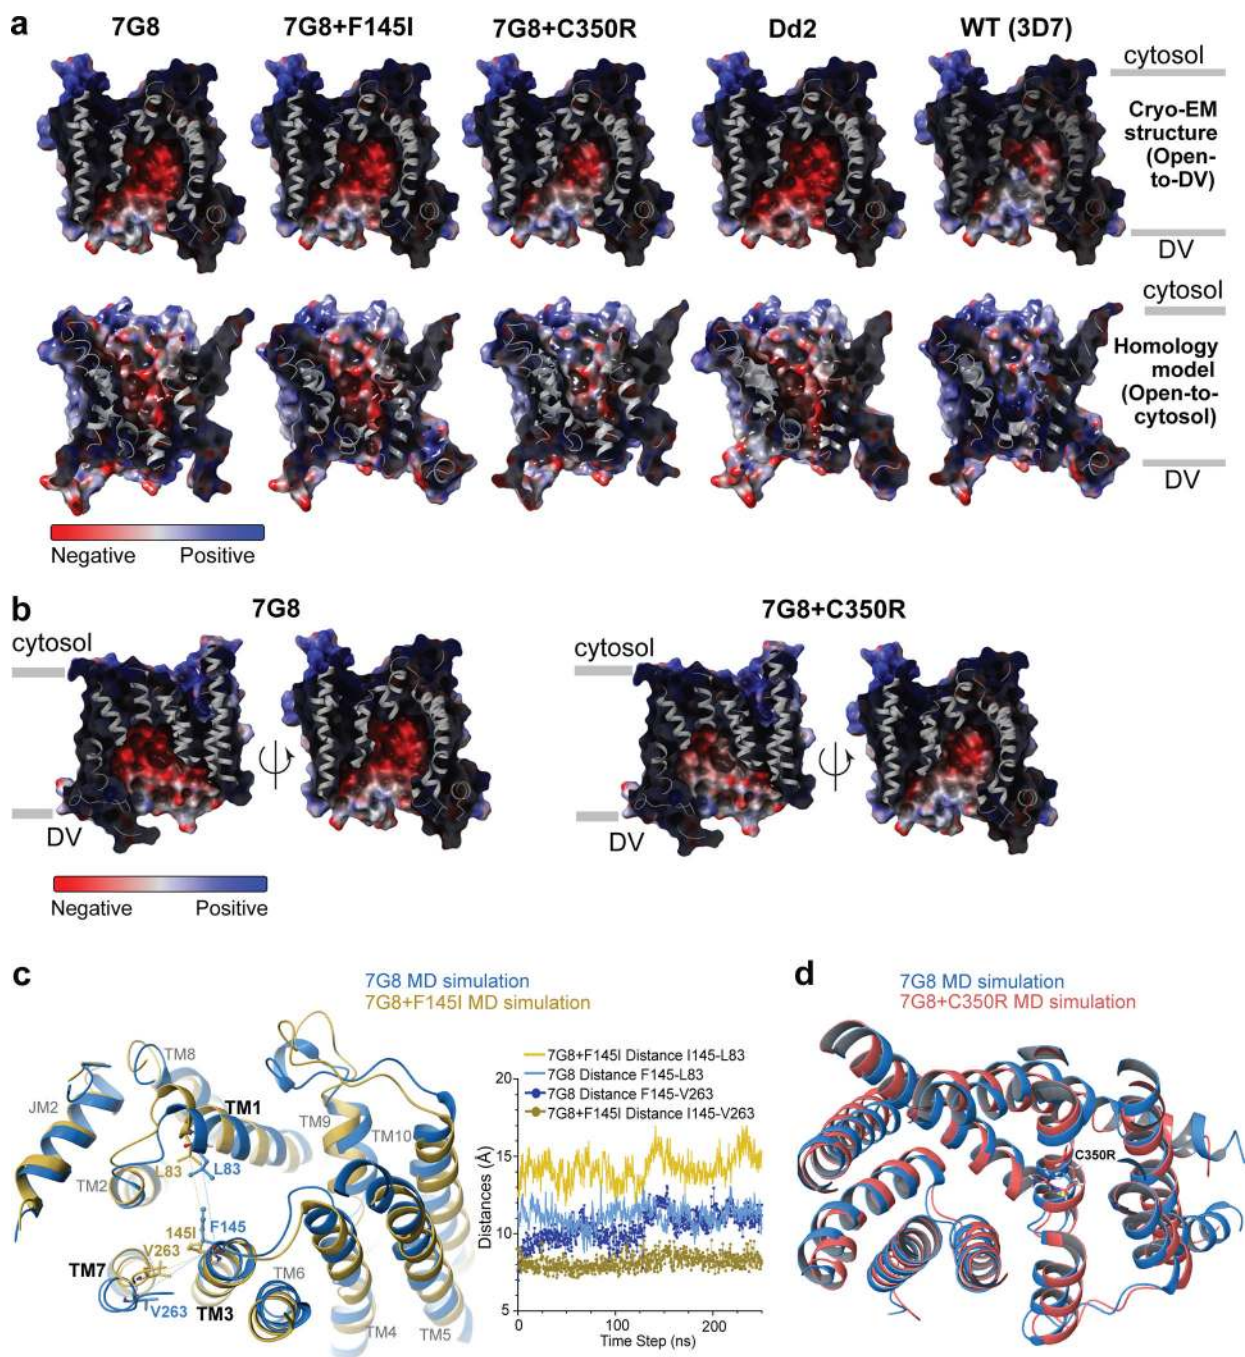 a
7G8
7G8+F145I
7G8+C350R
Dd2
WT (3D7)
cytosol
Cryo-EM
structure
(Open-
to-DV)
DV
cytosol
Homology
model
(Open-to-
cytosol)
DV
Negative Positive
b
7G8
7G8+C350R
cytosol
DV
cytosol
DV
Negative Positive
c
7G8 MD simulation
7G8+F145I MD simulation
TM8
JM2
TM1
TM9
TM10
L83
L83
TM2
145I
F145
V263
TM7
V263
TM3
TM6
TM4
TM5
7G8+F145I Distance I145-L83
7G8 Distance F145-L83
7G8 Distance F145-V263
7G8+F145I Distance I145-V263
Distances (Å)
20
15
10
5
0 100 200
Time Step (ns)
d
7G8 MD simulation
7G8+C350R MD simulation
C350R